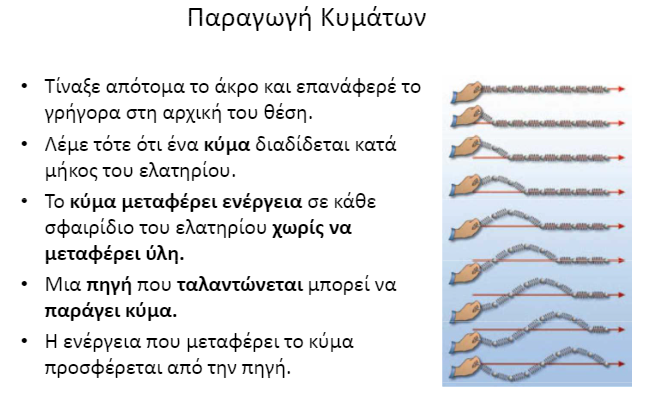 Παραγωγή Κυμάτων
• Τίναξε απότομα το άκρο και επανάφερέ το
γρήγορα στη αρχική του θέση.
• Λέμε τότε ότι ένα κύμα διαδίδεται κατά
μήκος του ελατηρίου.
• Το κύμα μεταφέρει ενέργεια σε κάθε
σφαιρίδιο του ελατηρίου χωρίς να
μεταφέρει ύλη.
• Μια πηγή που ταλαντώνεται μπορεί να
παράγει κύμα.
• Η ενέργεια που μεταφέρει το κύμα
προσφέρεται από την πηγή.